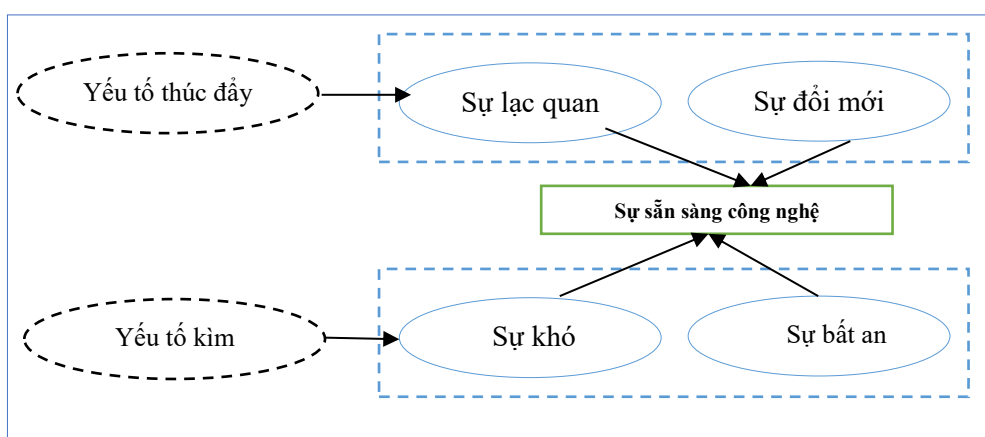 Yếu tố thúc đẩy
Sự lạc quan
Sự đổi mới
Sự sẵn sàng công nghệ
Yếu tố kìm
Sự khó
Sự bất an